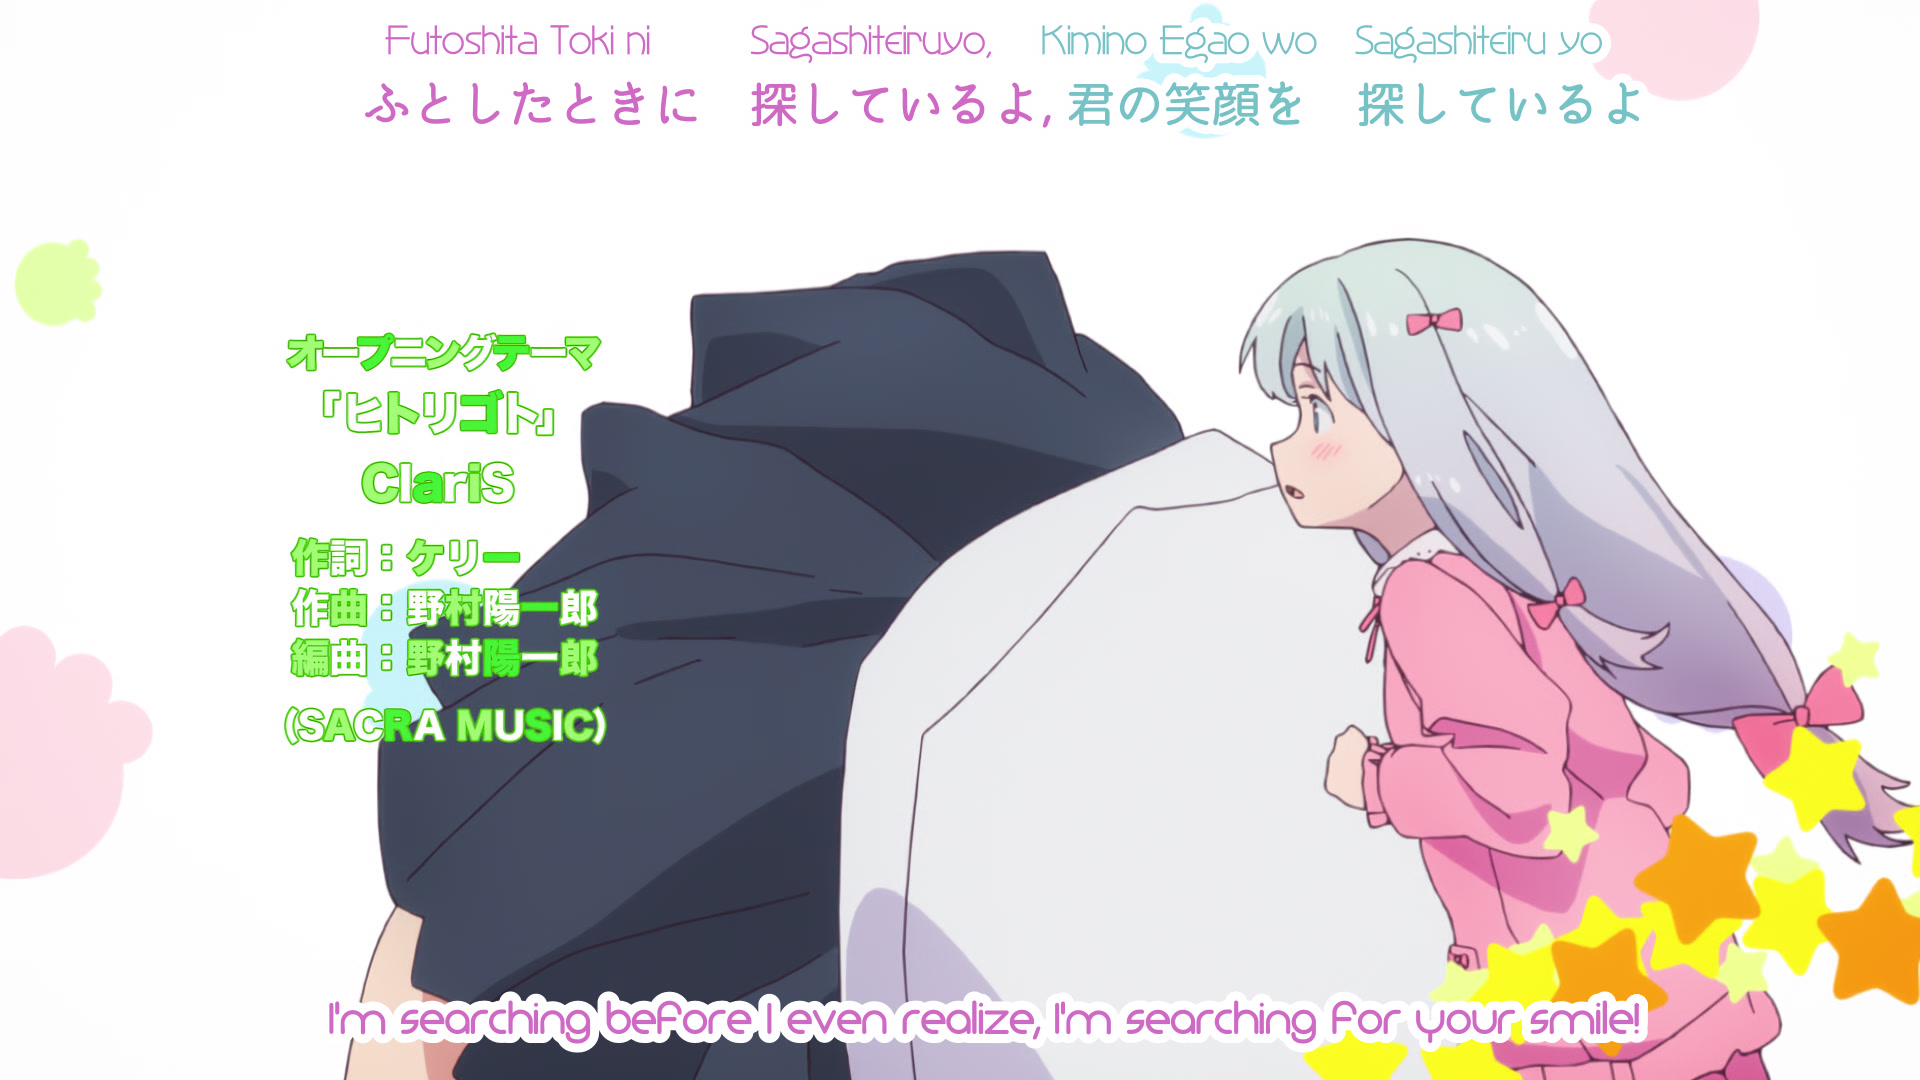 Futoshita Toki ni Sagashiteiruyo, Kimino Egao wo Sagashiteiru yo
ふとしたときに 探しているよ, 君の笑顔を 探しているよ
オープニングテーマ
「ヒトリゴト」
ClariS
作詞：ケリー
作曲：野村陽一郎
編曲：野村陽一郎
(SACRA MUSIC)
I'm searching before I even realize, I'm searching for your smile!